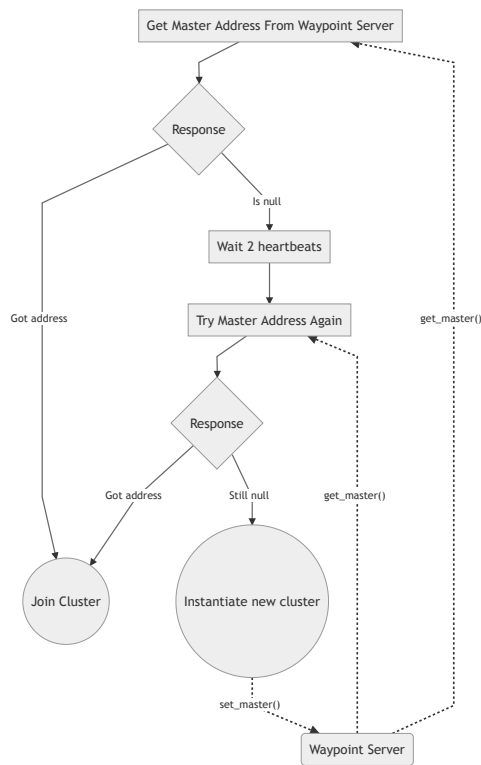 Get Master Address From Waypoint Server
Response
Is null
Wait 2 heartbeats
Got address
Try Master Address Again
get_master()
Response
Got address
Still null
get_master()
Join Cluster
Instantiate new cluster
set_master()
Waypoint Server